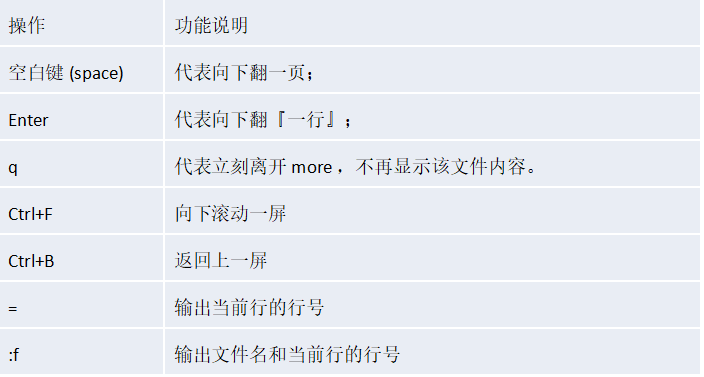 操作 功能说明
空白键 (space) 代表向下翻一页；
Enter 代表向下翻『一行』；
q 代表立刻离开 more ，不再显示该文件内容。
Ctrl+F 向下滚动一屏
Ctrl+B 返回上一屏
= 输出当前行的行号
:f 输出文件名和当前行的行号